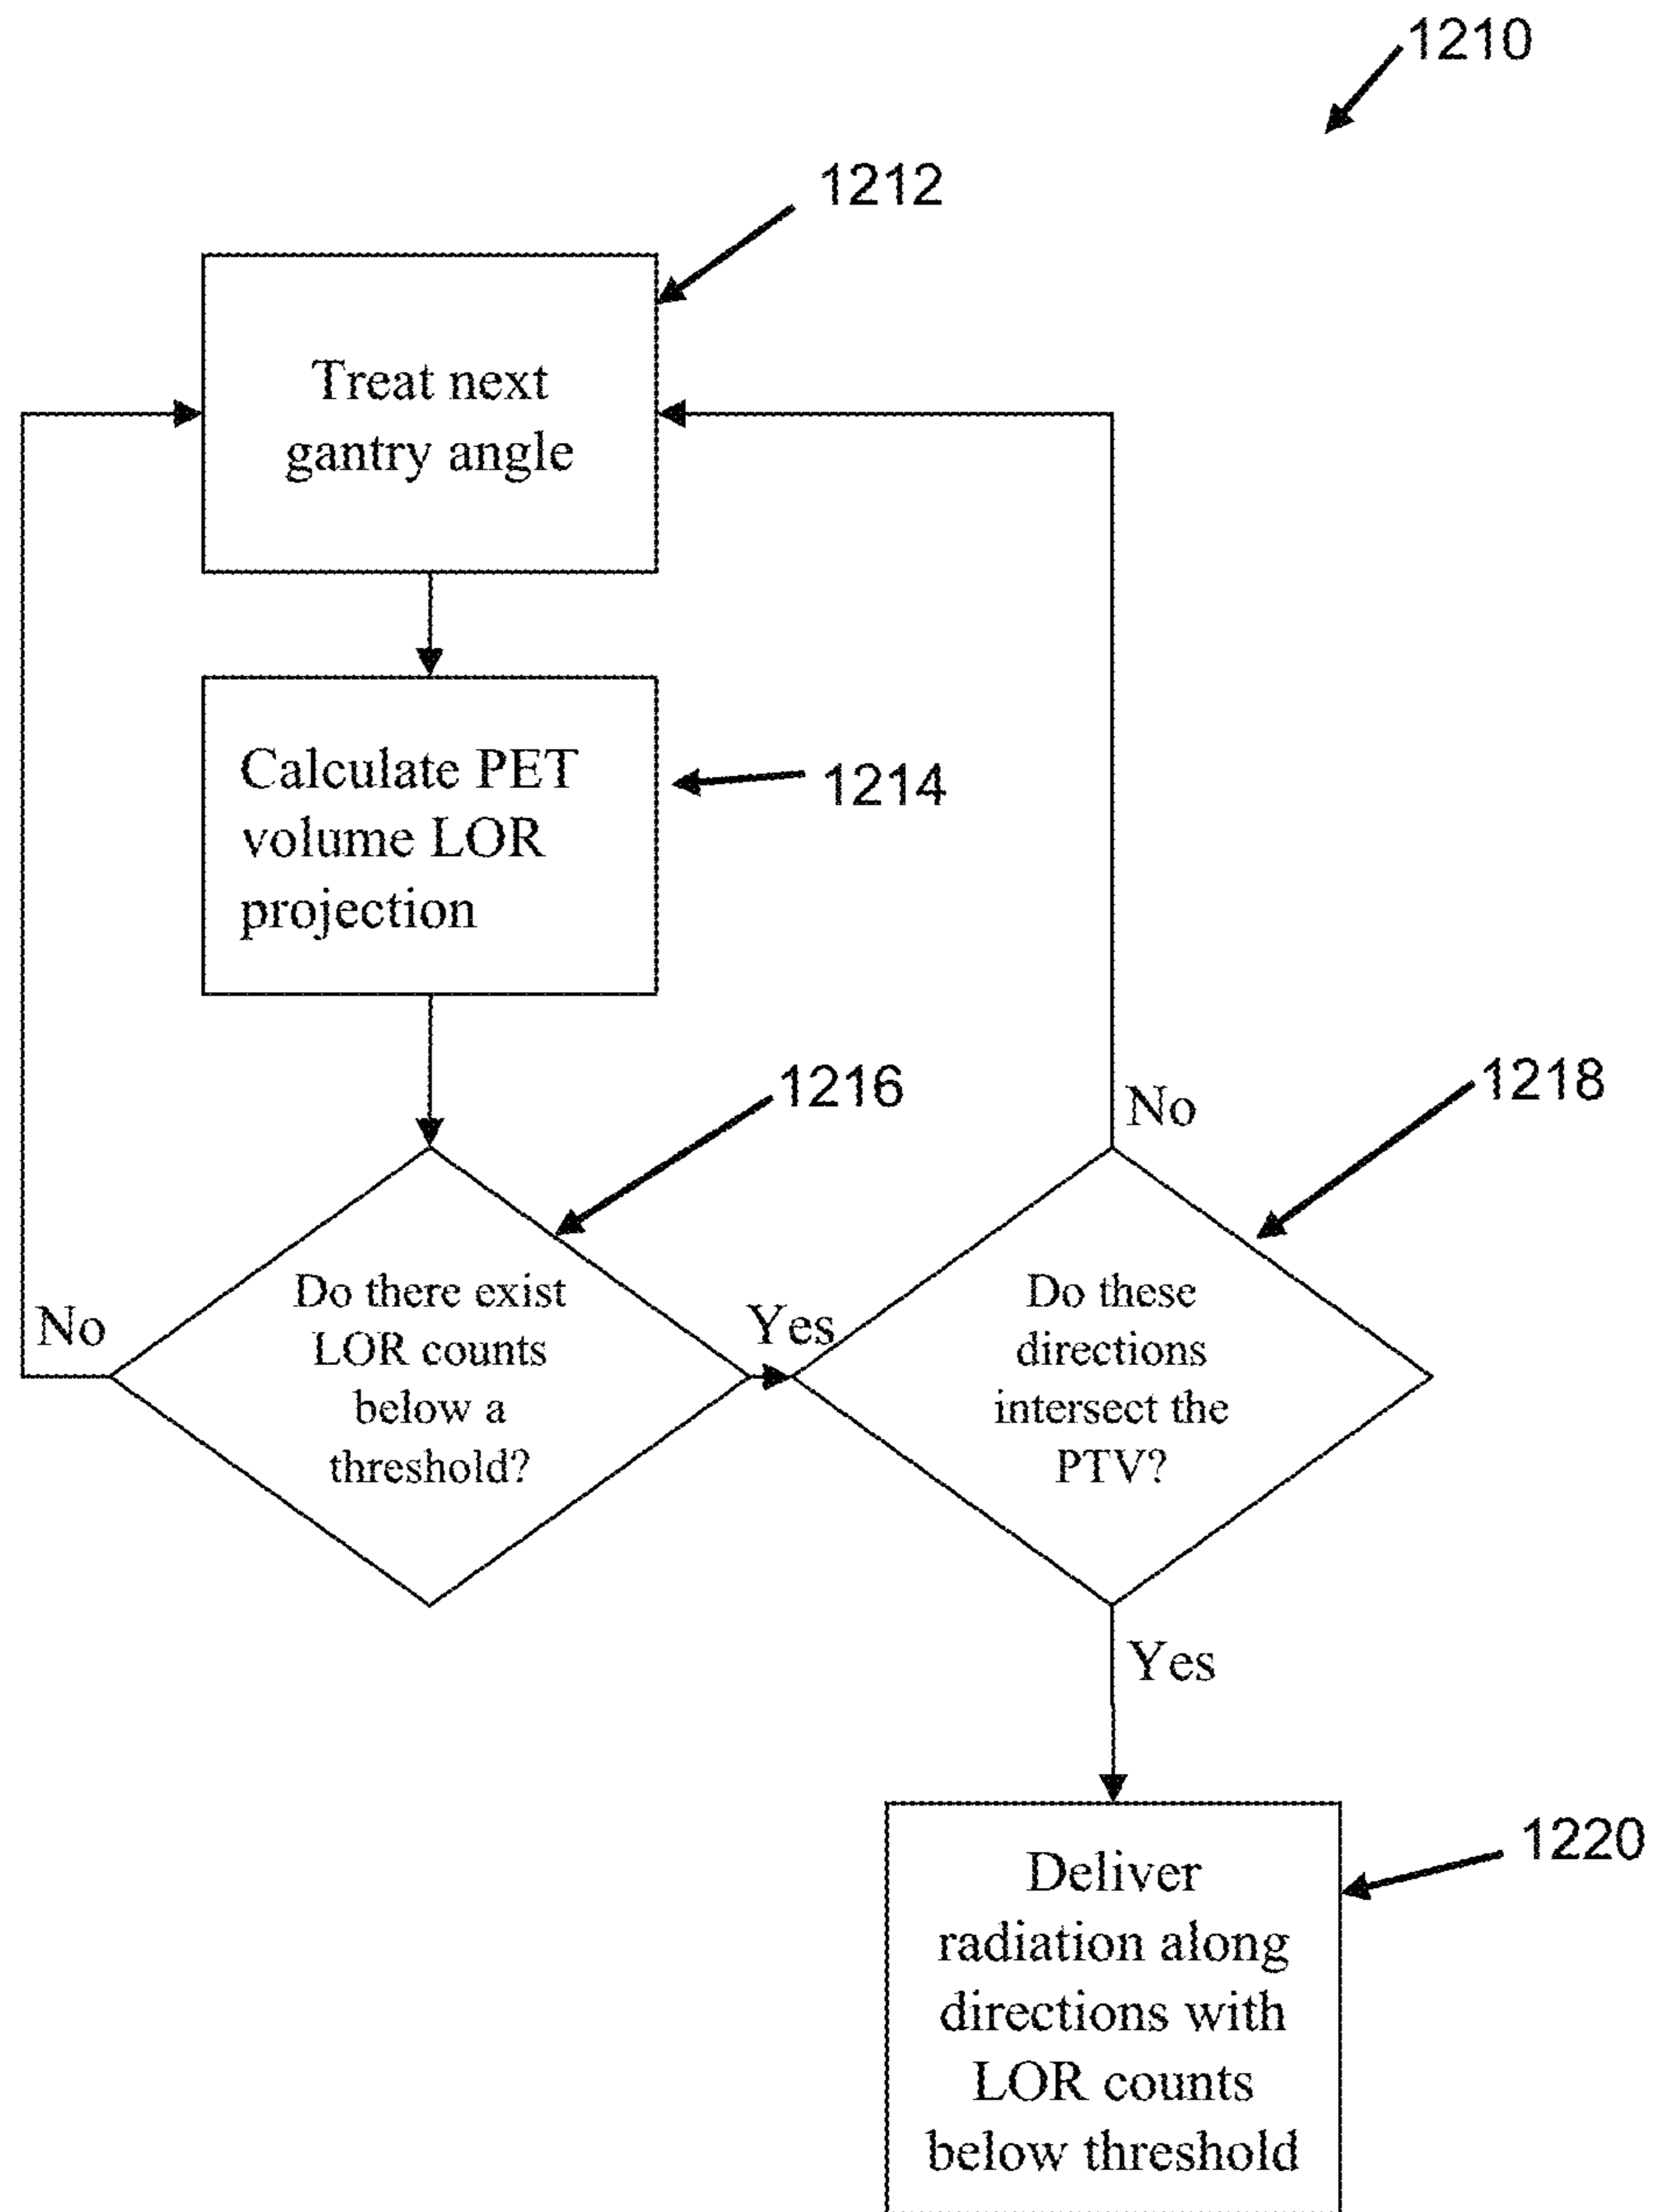 1210
1212
Treat next
gantry angle
Calculate PET
volume LOR
projection
1214
1216
1218
No
Do there exist
LOR counts
below a
threshold?
No
Yes
Do these
directions
intersect the
PTV?
Yes
1220
Deliver
radiation along
directions with
LOR counts
below threshold